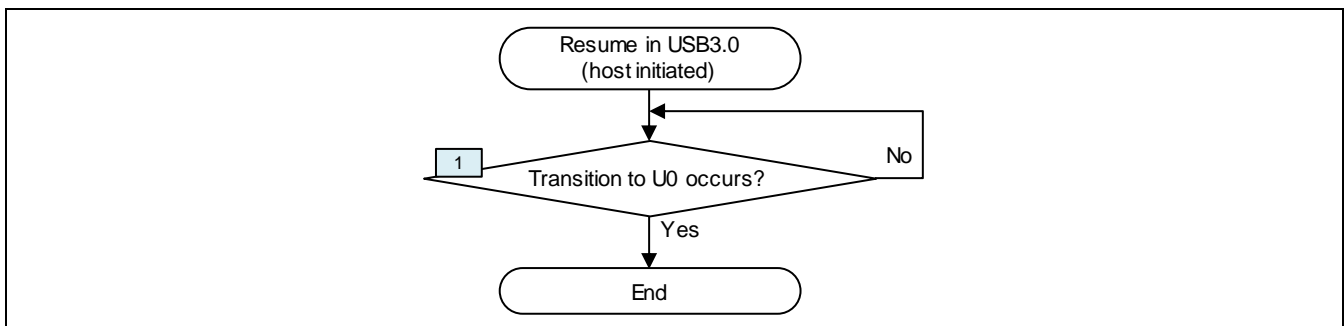 Resume in USB3.0
(host initiated)
No
1
Transition to U0 occurs?
Yes
End